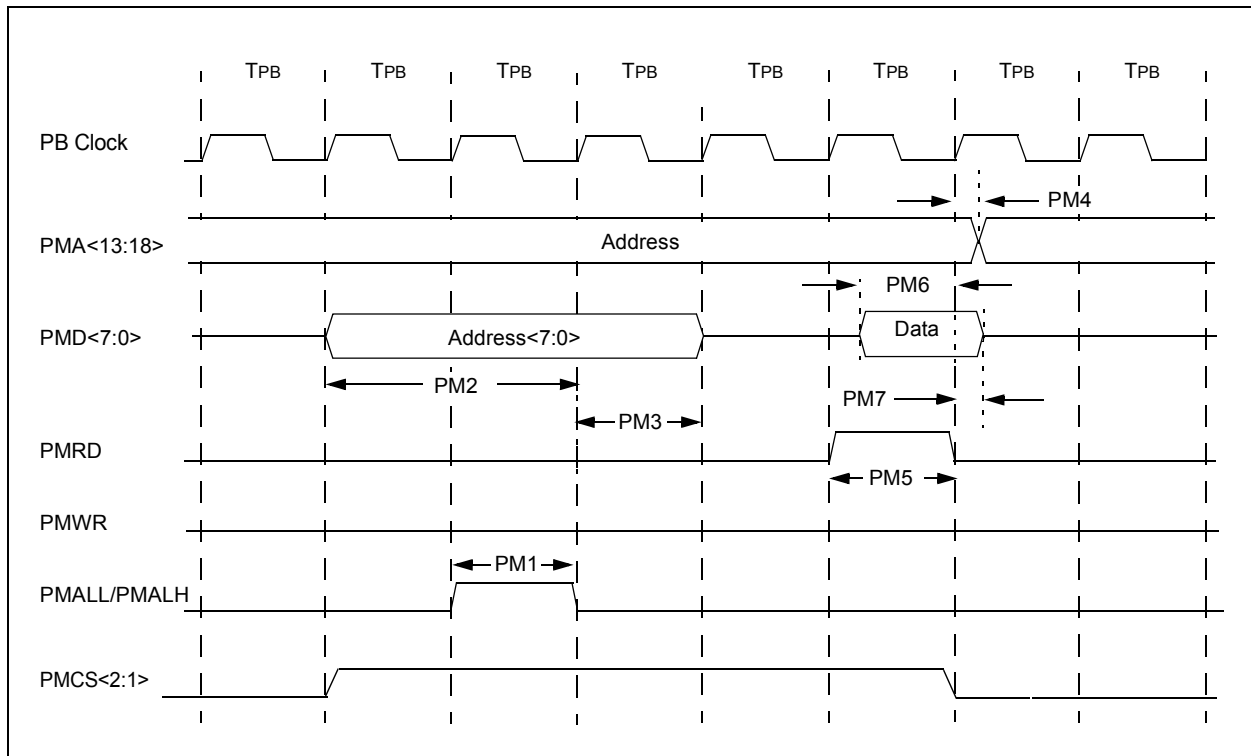 TPB TPB TPB TPB TPB TPB TPB TPB
PB Clock
PM4
PMA<13:18>
Address
PM6
PMD<7:0>
Address<7:0>
Data
PM2
PM7
PM3
PMRD
PM5
PMWR
PM1
PMALL/PMALH
PMCS<2:1>